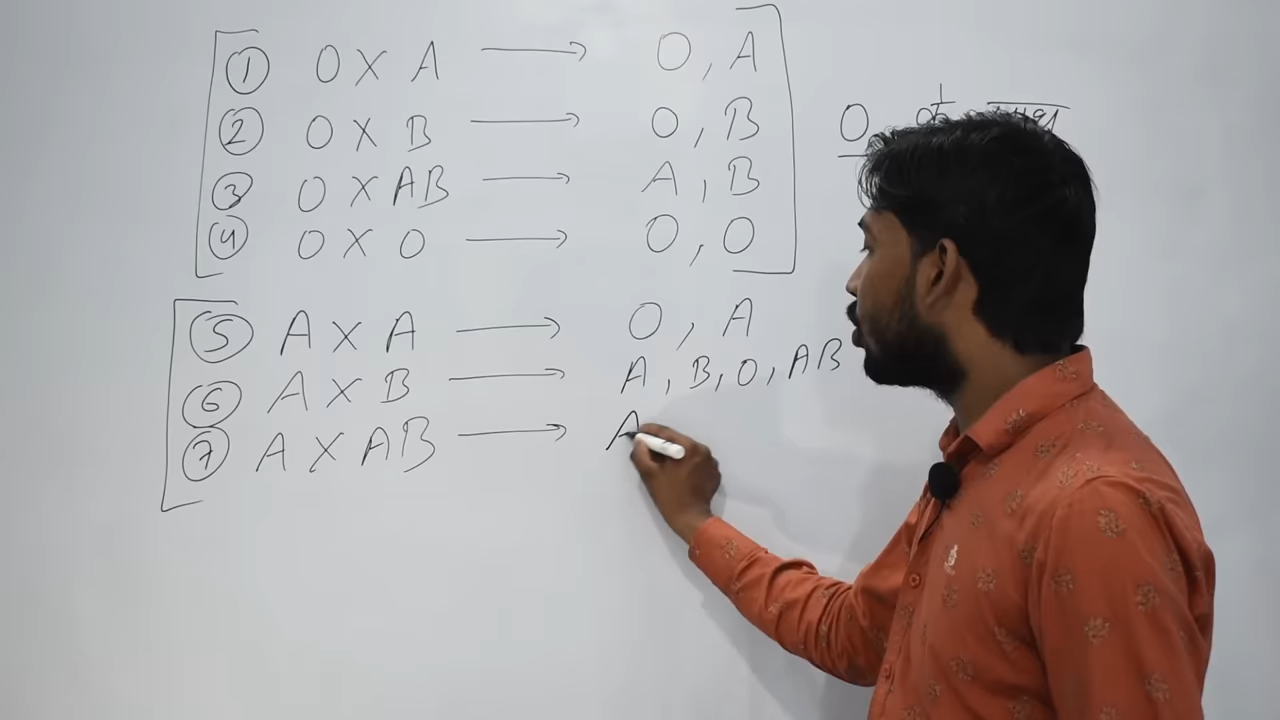 ① O X A → O, A
② O X B → O, B
③ O X AB → A, B
④ O X O → O, O
⑤ A X A → O, A
⑥ A X B → A, B, O, AB
⑦ A X AB → A
O